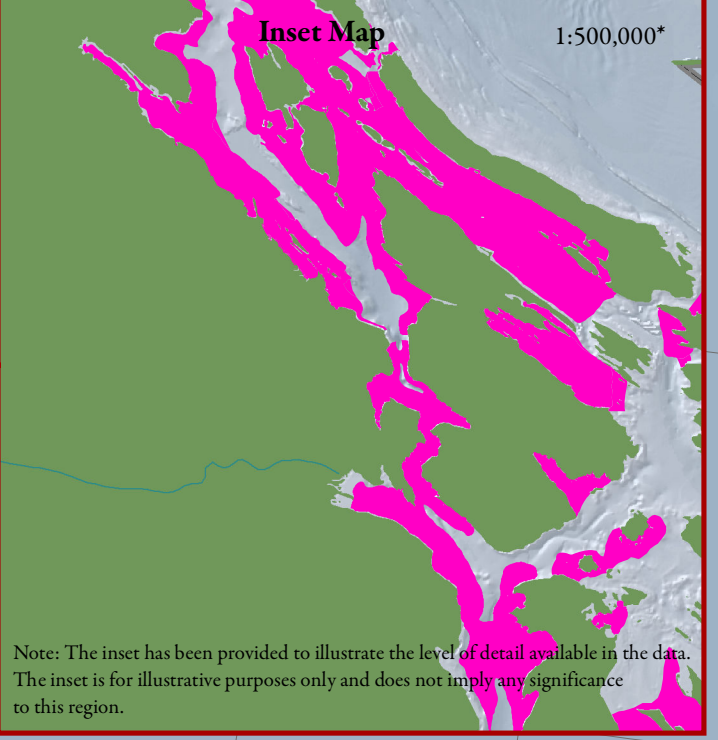 Inset Map
1:500,000*
Note: The inset has been provided to illustrate the level of detail available in the data.
The inset is for illustrative purposes only and does not imply any significance
to this region.